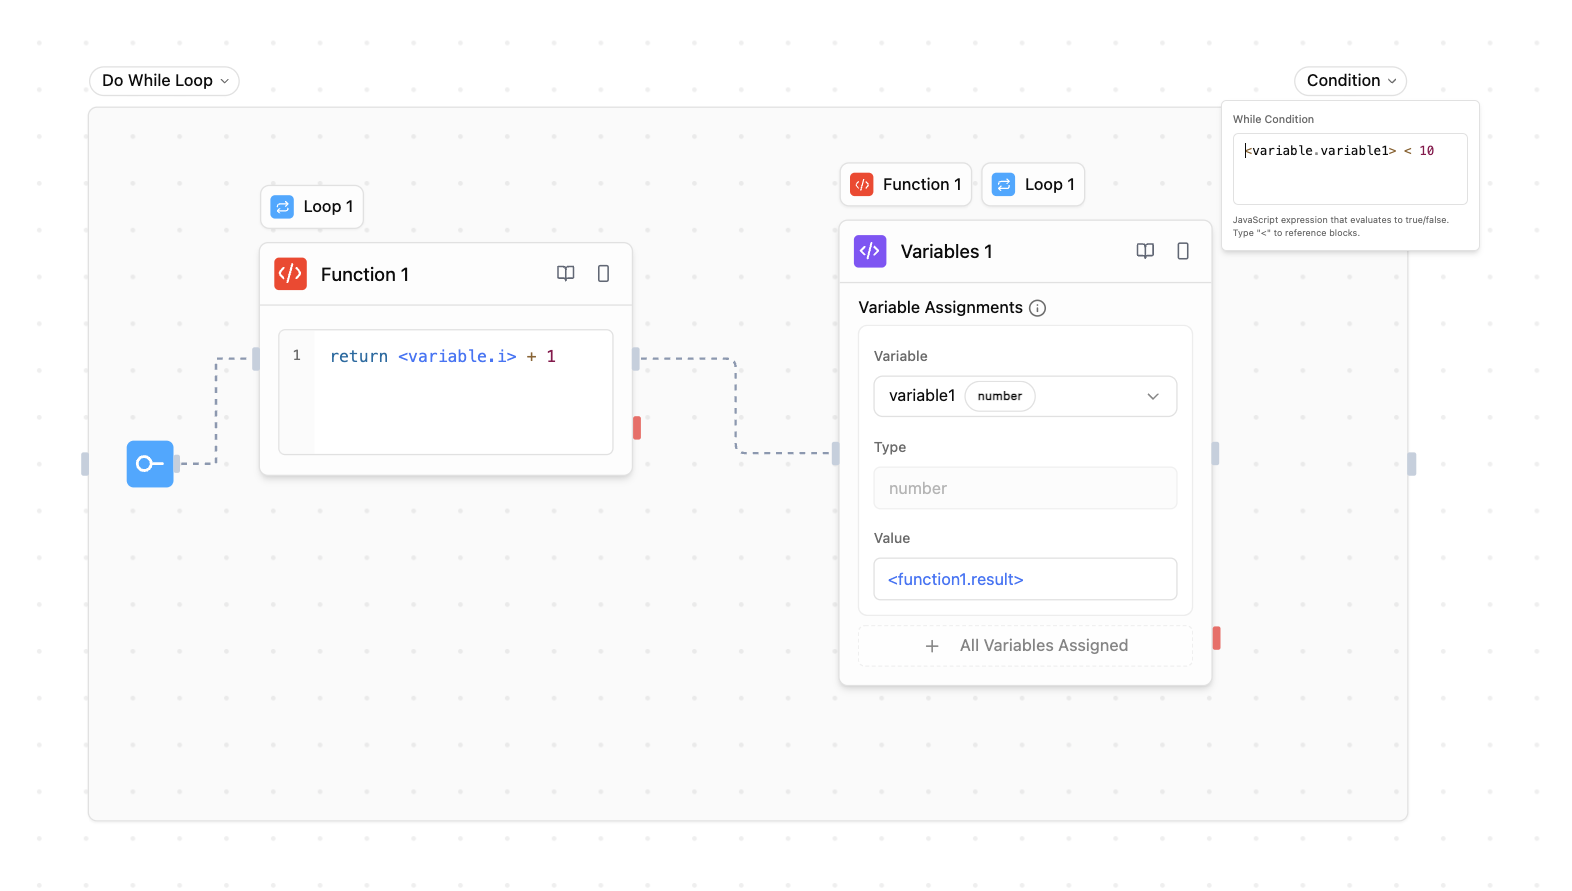 Do While Loop
Condition
While Condition
<variable.variable1> < 10
JavaScript expression that evaluates to true/false.
Type "<" to reference blocks.
Loop 1
Function 1
1 return <variable.i> + 1
Function 1
Loop 1
Variables 1
Variable Assignments
Variable
variable1 number
Type
number
Value
<function1.result>
+ All Variables Assigned